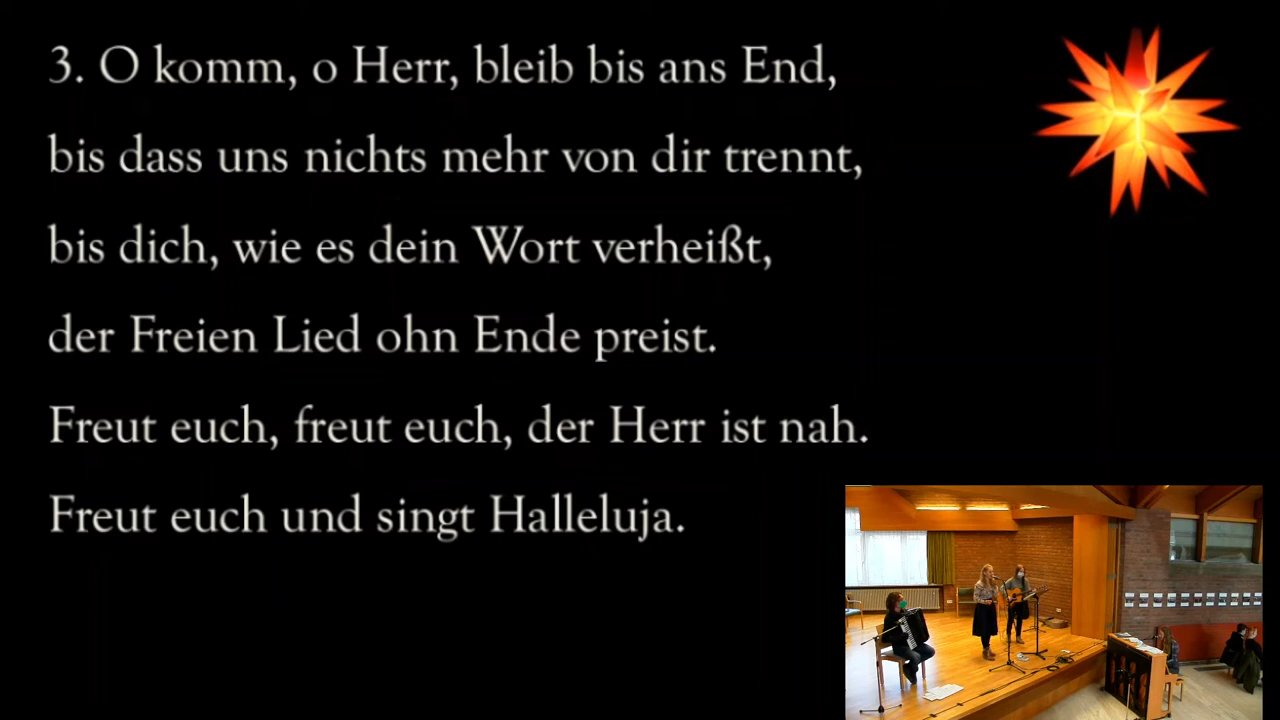 3. O komm, o Herr, bleib bis ans End,
bis dass uns nichts mehr von dir trennt,
bis dich, wie es dein Wort verheißt,
der Freien Lied ohn Ende preist.
Freut euch, freut euch, der Herr ist nah.
Freut euch und singt Halleluja.